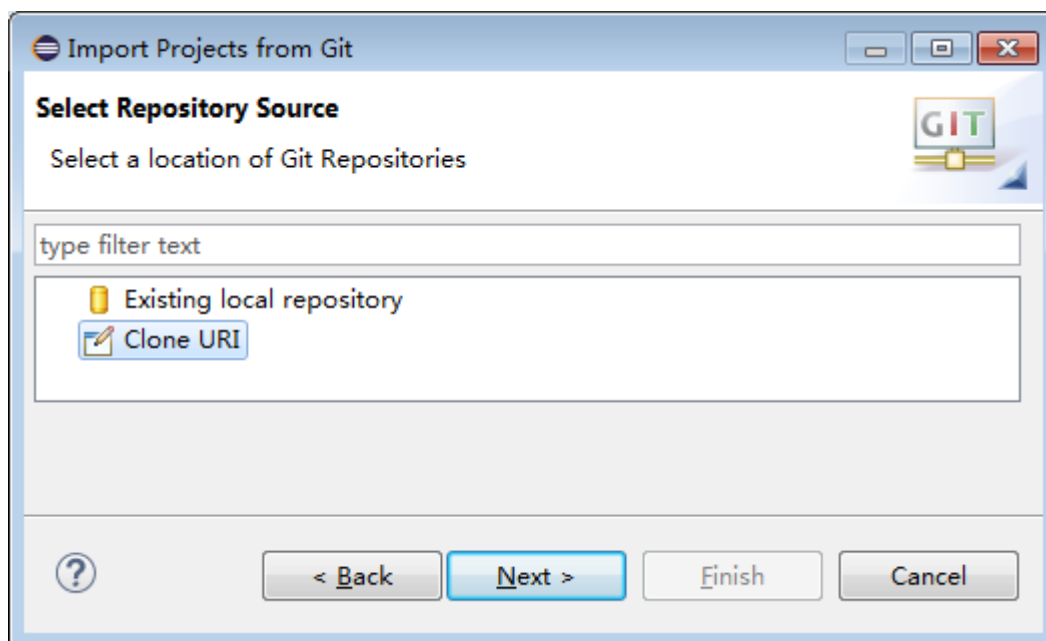 Import Projects from Git
Select Repository Source
Select a location of Git Repositories
GIT
type filter text
Existing local repository
Clone URI
? < Back Next > Finish Cancel